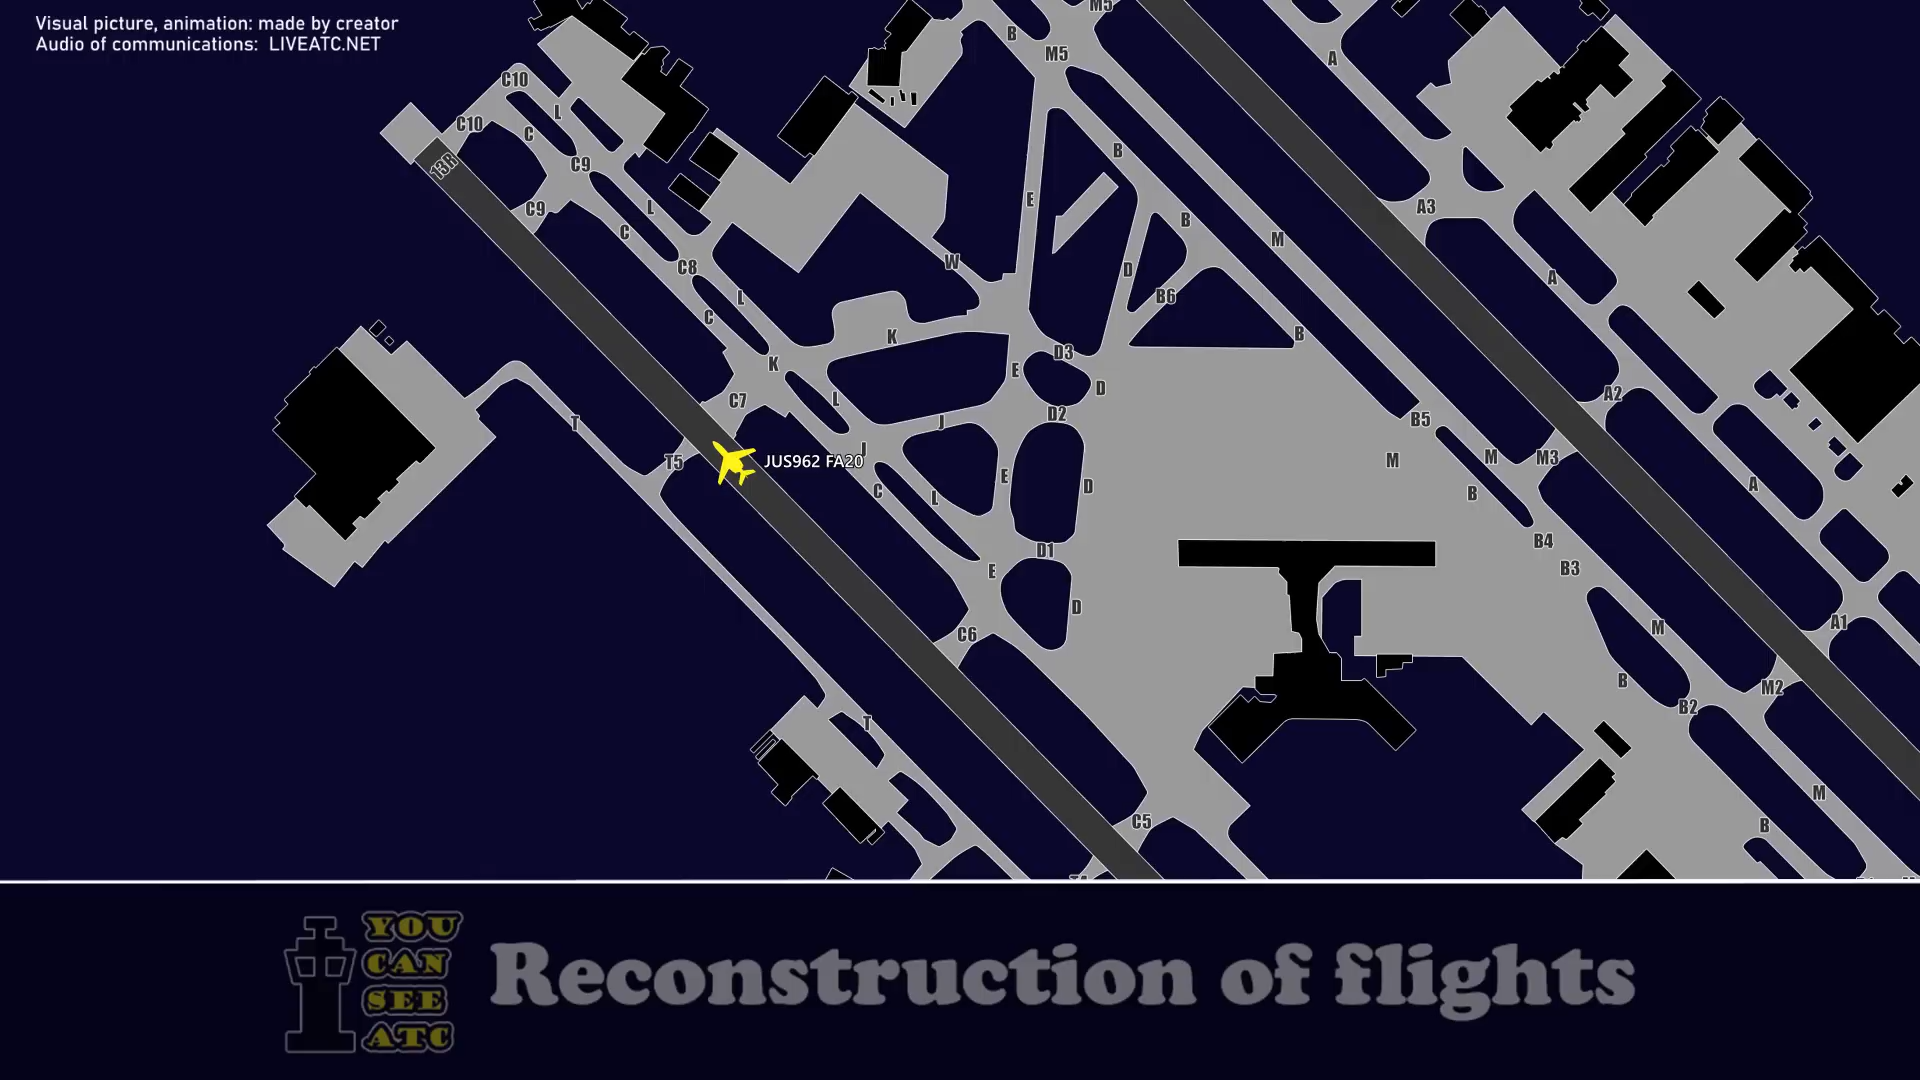 Visual picture, animation: made by creator
Audio of communications: LIVEATC.NET
M5
B
M5
A
C10
L
C10
C
C9
13R
B
E
A3
C9
L
C
B
M
W
C8
D
A
L
B6
C
K
B
D3
K
E
D
A2
C7
L
D2
J
B5
T
J
T5
JUS962 FA20
M
M
M3
E
D
A
C
L
B
D1
B4
E
B3
D
A1
C6
M
B
M2
B2
T
M
C5
B
YOU
CAN
SEE
ATC
Reconstruction of flights